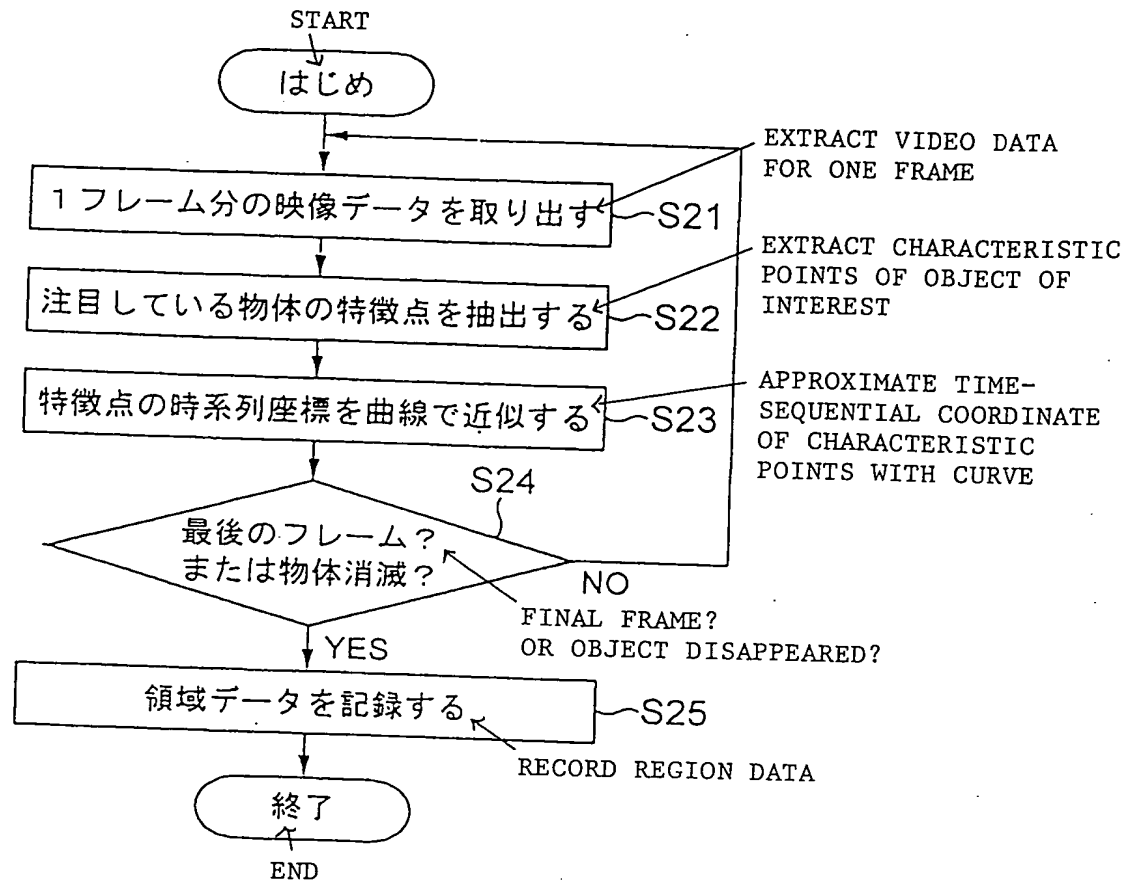 START
はじめ
EXTRACT VIDEO DATA
FOR ONE FRAME
1フレーム分の映像データを取り出す
S21
EXTRACT CHARACTERISTIC
POINTS OF OBJECT OF
INTEREST
注目している物体の特徴点を抽出する
S22
APPROXIMATE TIME-
SEQUENTIAL COORDINATE
OF CHARACTERISTIC
POINTS WITH CURVE
特徴点の時系列座標を曲線で近似する
S23
S24
最後のフレーム?
または物体消滅?
NO
FINAL FRAME?
OR OBJECT DISAPPEARED?
YES
領域データを記録する
S25
RECORD REGION DATA
終了
END